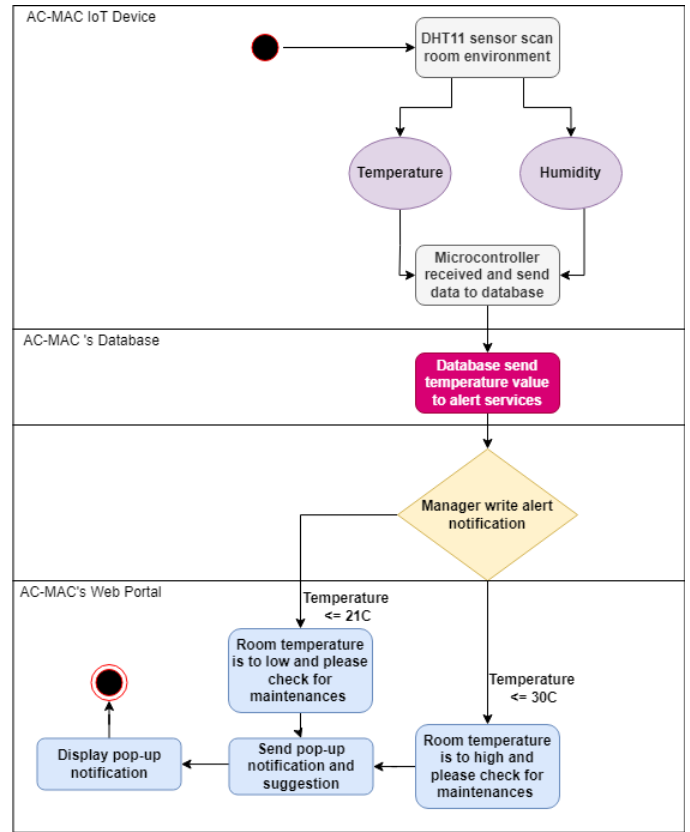 AC-MAC IoT Device
DHT11 sensor scan
room environment
Temperature
Humidity
Microcontroller
received and send
data to database
AC-MAC 's Database
Database send
temperature value
to alert services
Manager write alert
notification
AC-MAC's Web Portal
Temperature
<= 21C
Room temperature
is to low and please
check for
maintenances
Temperature
<= 30C
Display pop-up
notification
Send pop-up
notification and
suggestion
Room temperature
is to high and
please check for
maintenances